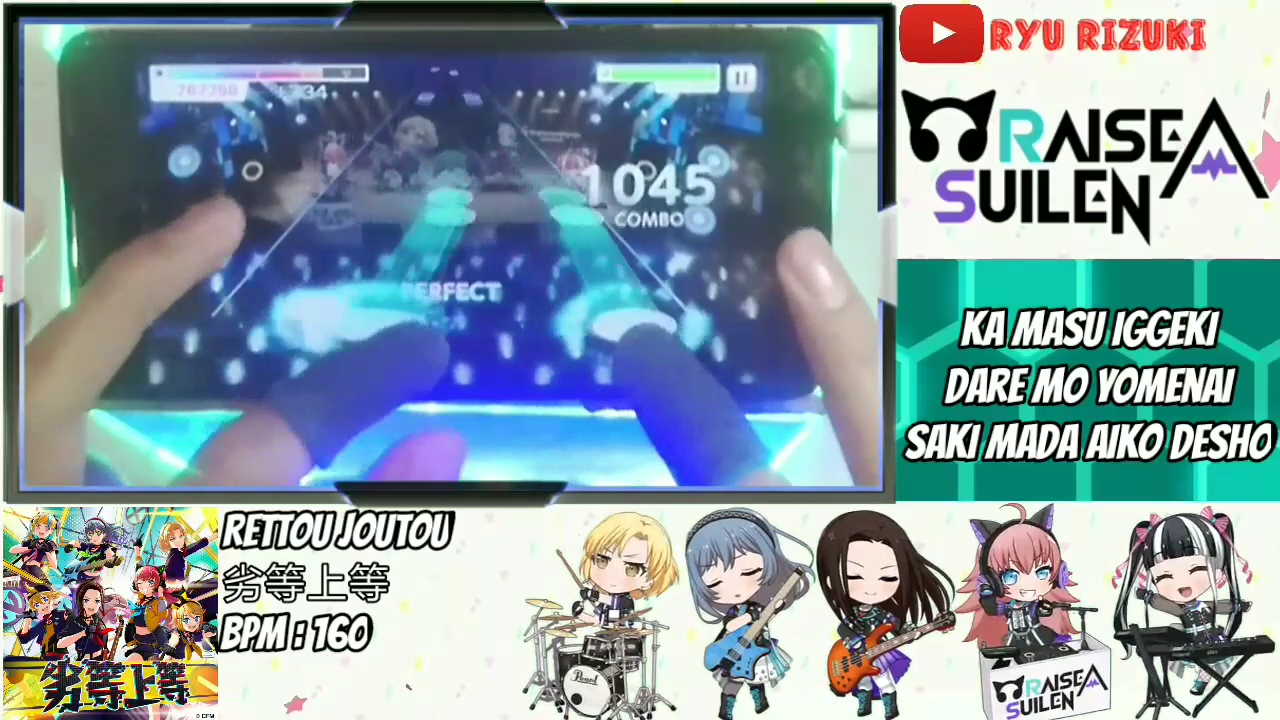 1045
COMBO
PERFECT
RYU RIZUKI
RAISE A
SUILEN
KA MASU IGGEKI
DARE MO YOMENAI
SAKI MADA AIKO DESHO
RETTOU JOUTOU
劣等上等
BPM : 160
劣等上等
Pearl
RAISE A
SUILEN